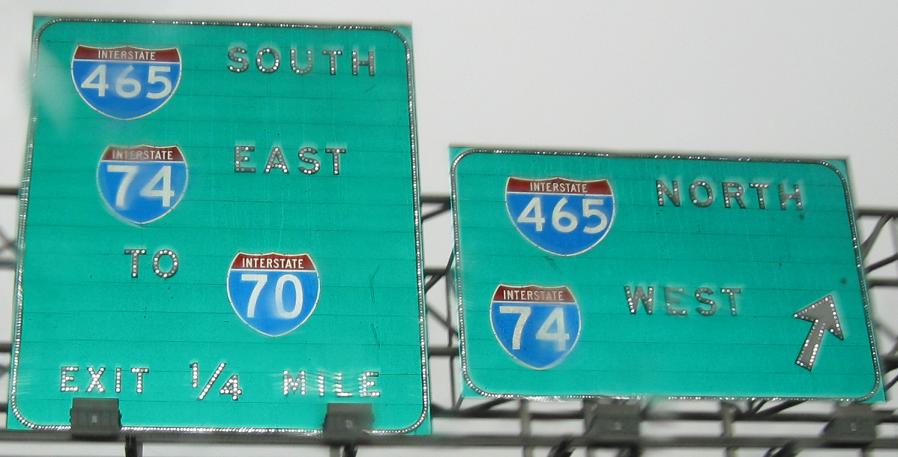 INTERSTATE
465 SOUTH
INTERSTATE
74 EAST
TO
INTERSTATE
70
EXIT 1/4 MILE
INTERSTATE
465 NORTH
INTERSTATE
74 WEST